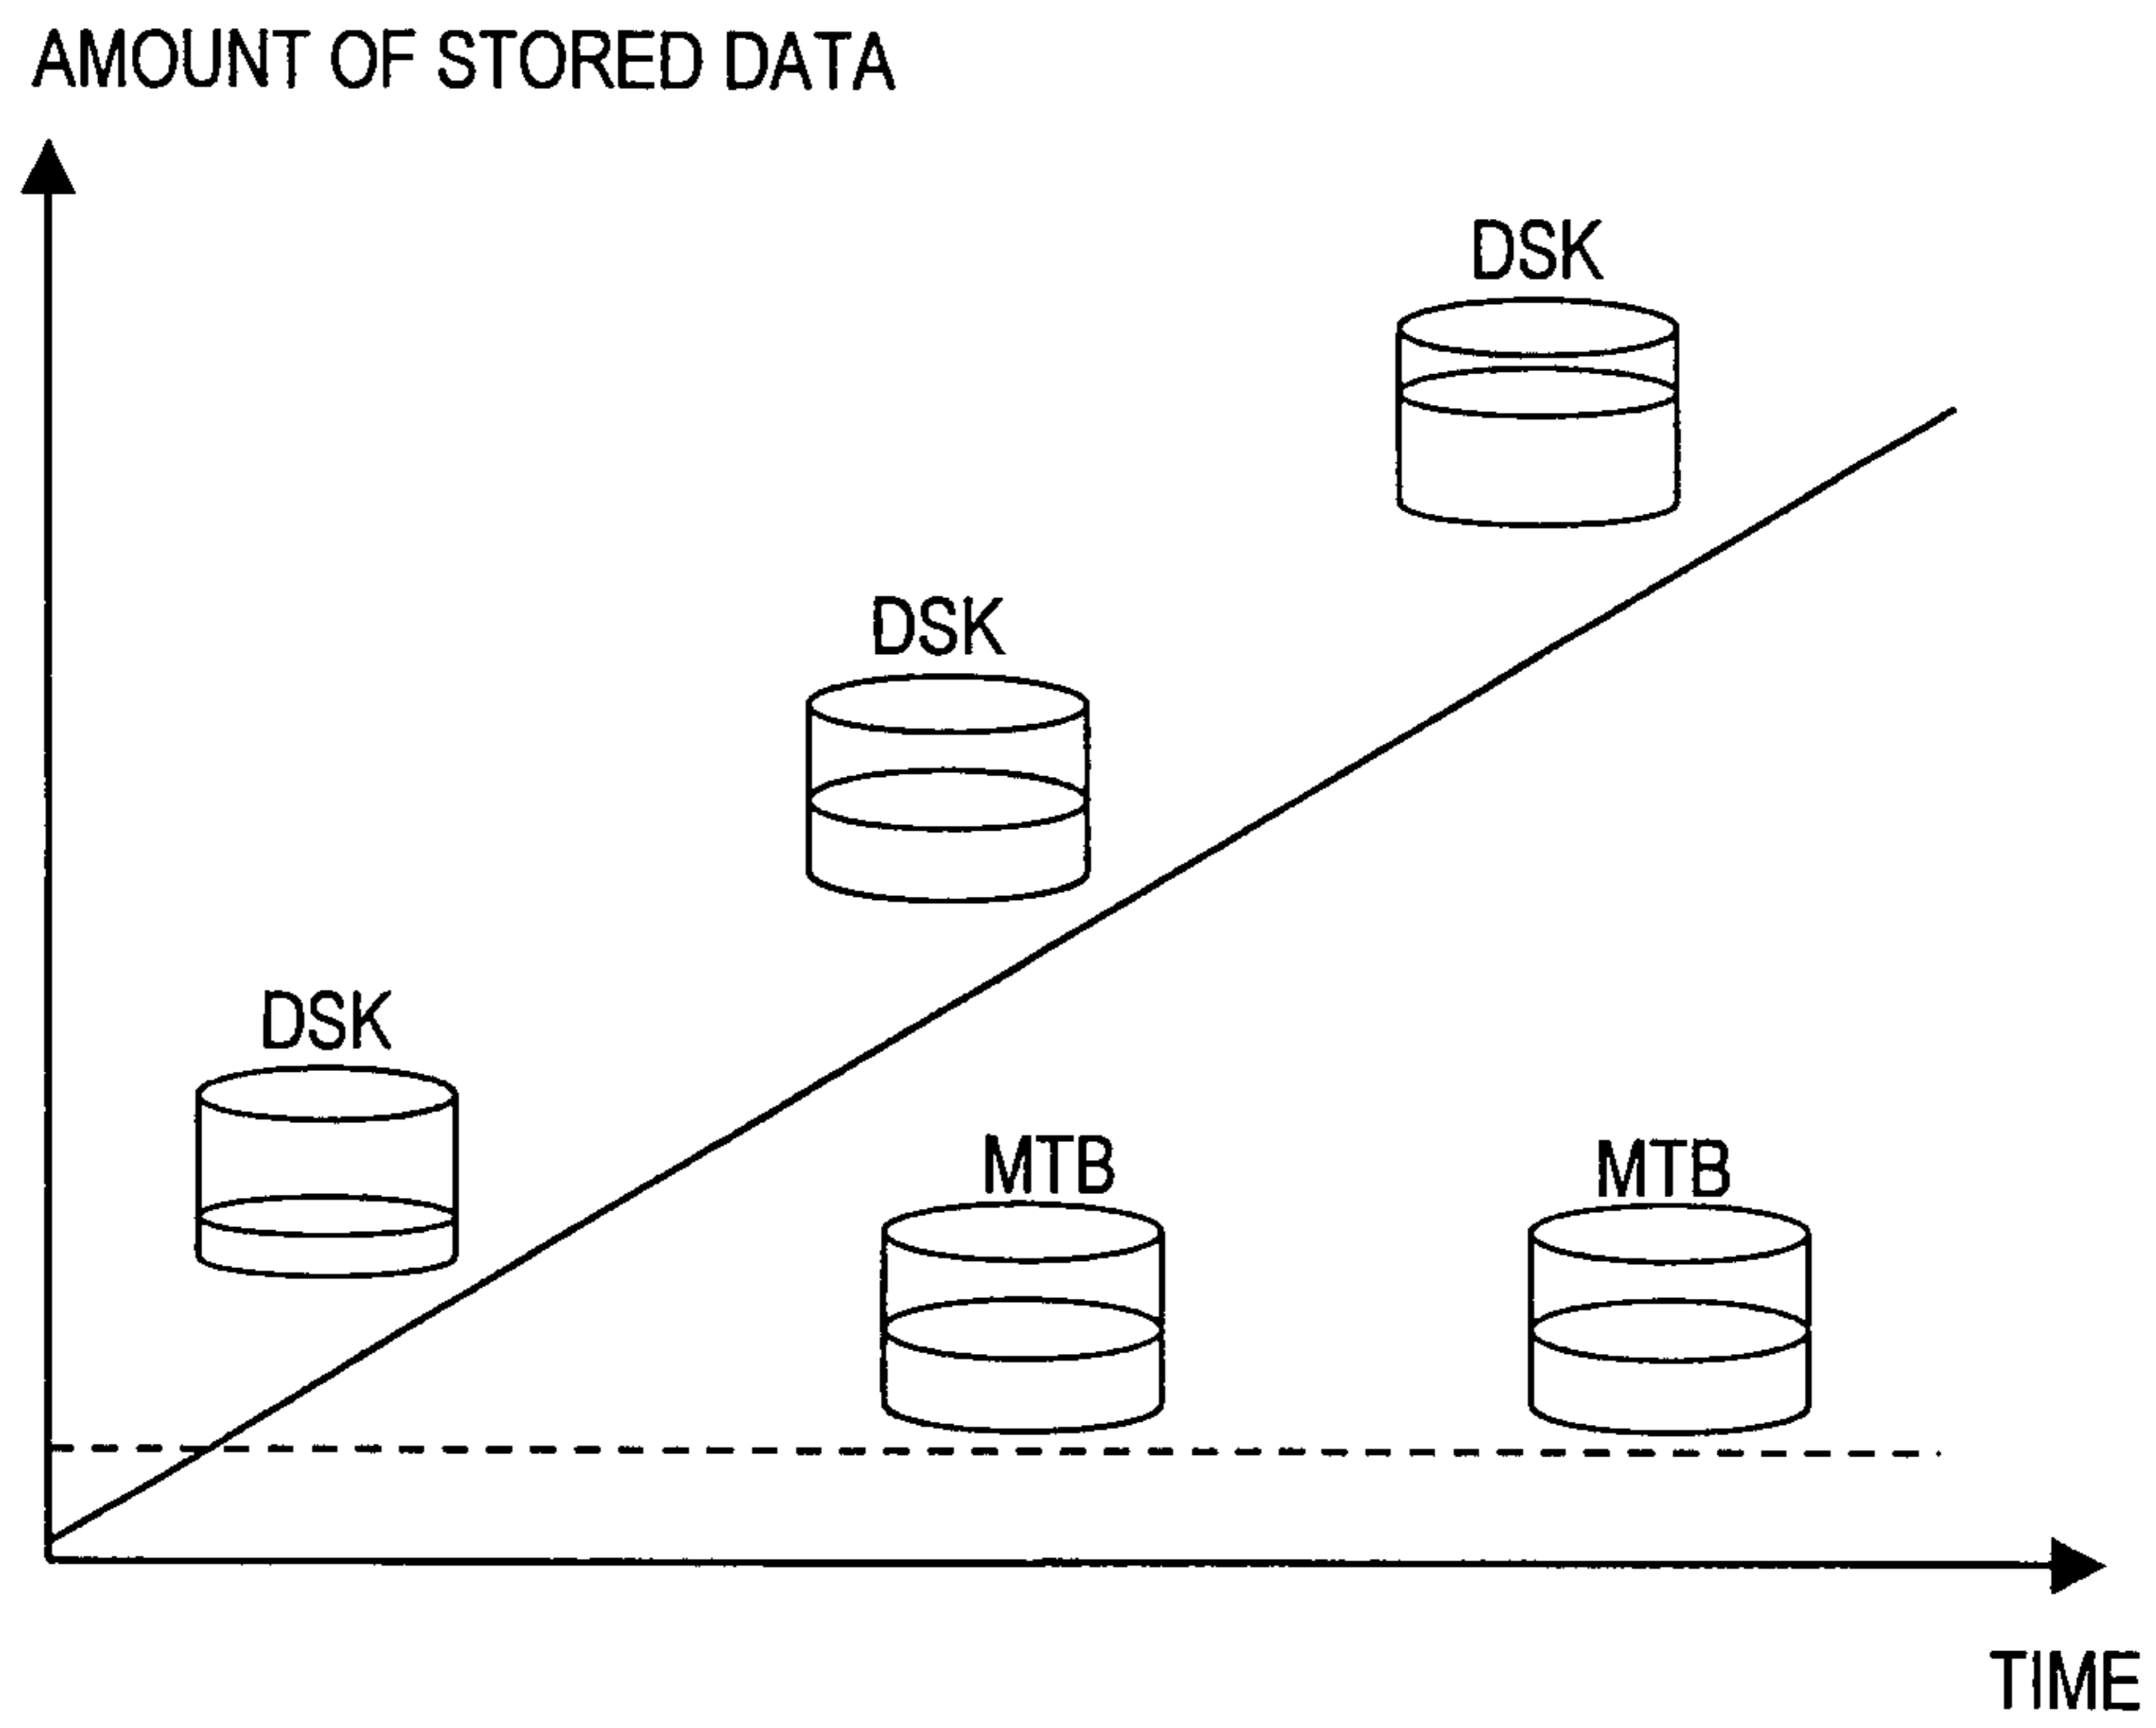 AMOUNT OF STORED DATA
DSK
DSK
DSK
MTB
MTB
TIME